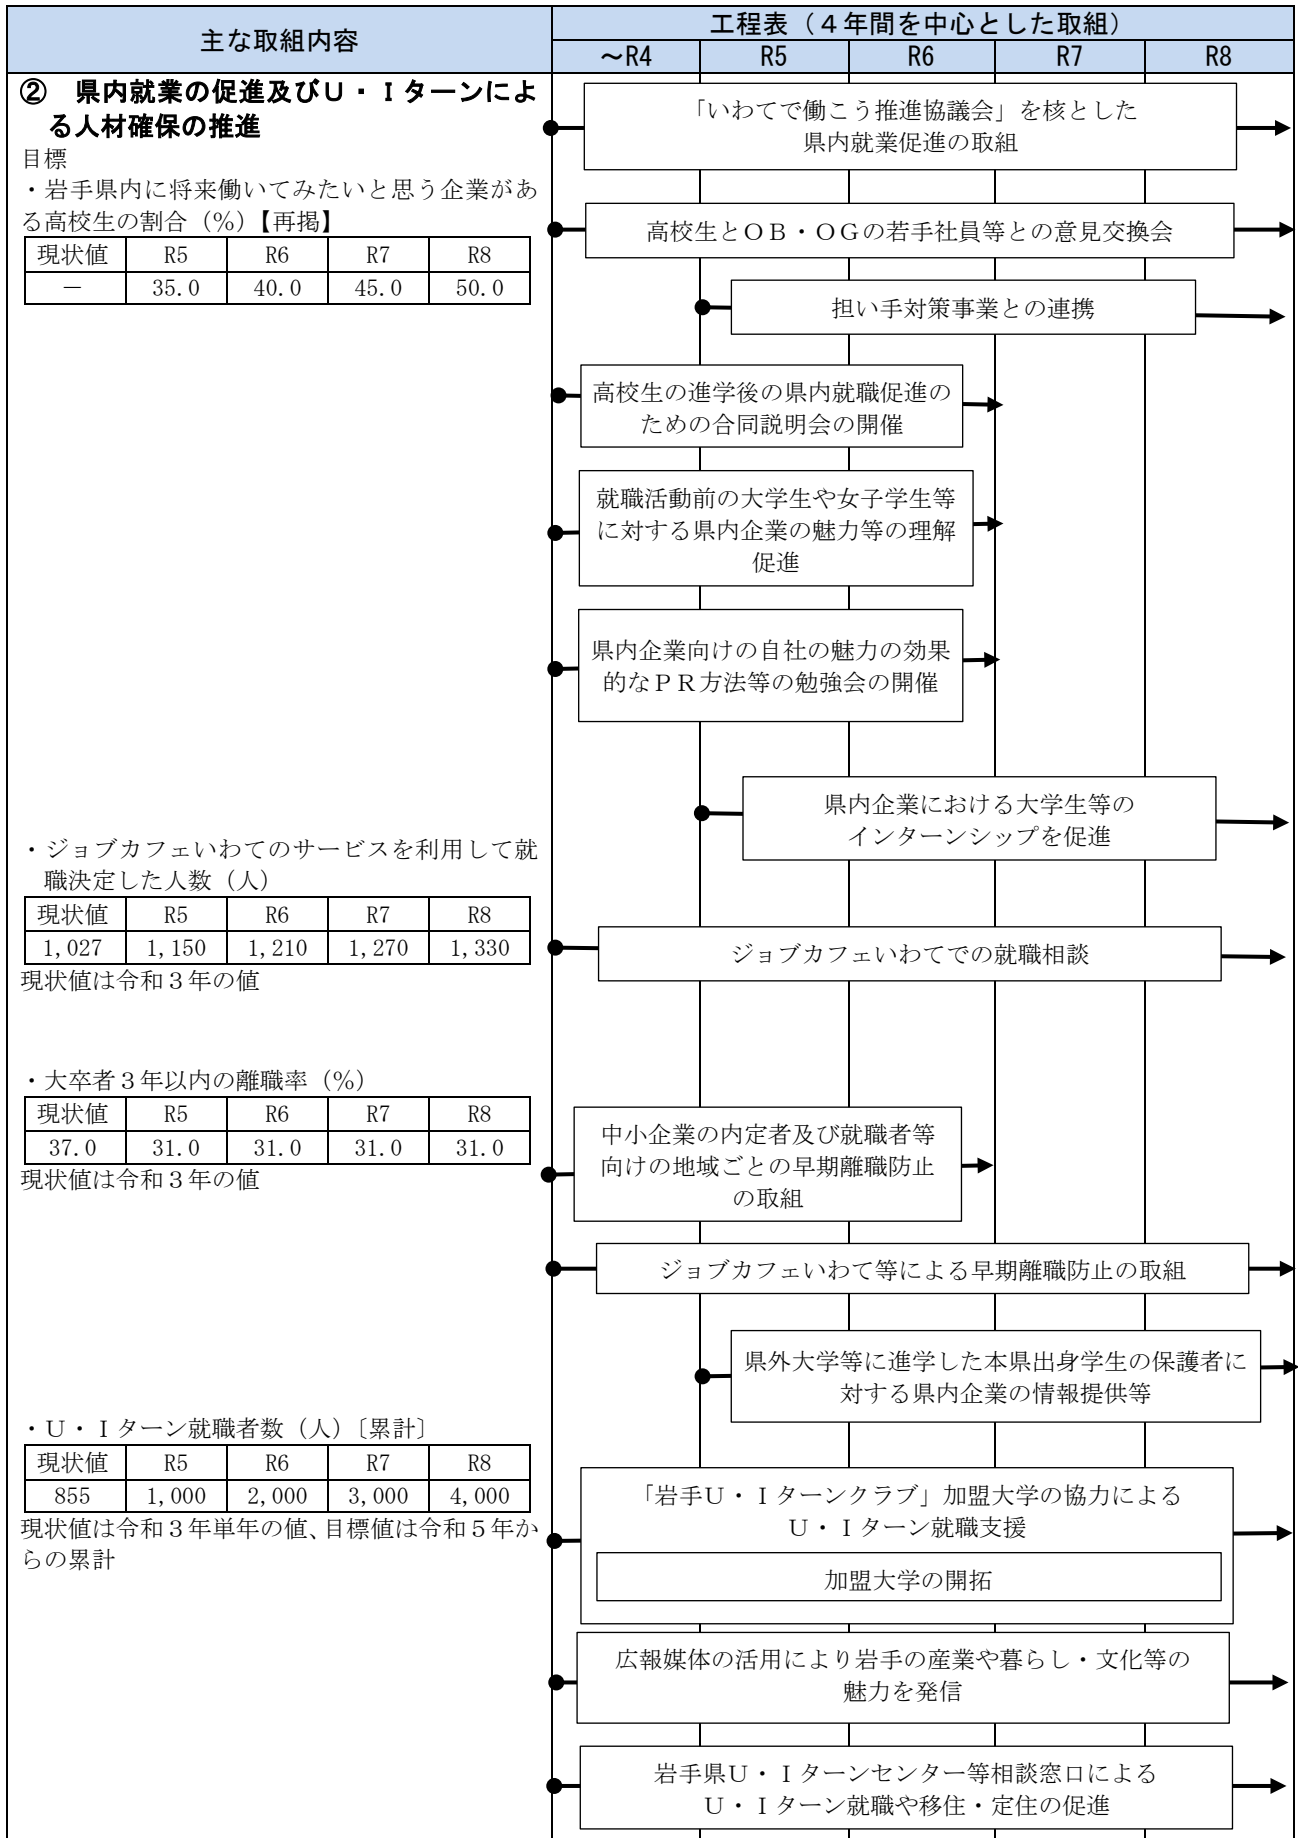 主な取組内容
工程表（４年間を中心とした取組）
～R4 R5 R6 R7 R8
②　県内就業の促進及びＵ・Ｉターンによ
る人材確保の推進
目標
・岩手県内に将来働いてみたいと思う企業があ
る高校生の割合（％）【再掲】
現状値 R5 R6 R7 R8
－ 35.0 40.0 45.0 50.0
「いわてで働こう推進協議会」を核とした
県内就業促進の取組
高校生とＯＢ・ＯＧの若手社員等との意見交換会
担い手対策事業との連携
高校生の進学後の県内就職促進の
ための合同説明会の開催
就職活動前の大学生や女子学生等
に対する県内企業の魅力等の理解
促進
県内企業向けの自社の魅力の効果
的なＰＲ方法等の勉強会の開催
県内企業における大学生等の
インターンシップを促進
・ジョブカフェいわてのサービスを利用して就
職決定した人数（人）
現状値 R5 R6 R7 R8
1,027 1,150 1,210 1,270 1,330
現状値は令和３年の値
ジョブカフェいわてでの就職相談
・大卒者３年以内の離職率（％）
現状値 R5 R6 R7 R8
37.0 31.0 31.0 31.0 31.0
現状値は令和３年の値
中小企業の内定者及び就職者等
向けの地域ごとの早期離職防止
の取組
ジョブカフェいわて等による早期離職防止の取組
県外大学等に進学した本県出身学生の保護者に
対する県内企業の情報提供等
・Ｕ・Ｉターン就職者数（人）〔累計〕
現状値 R5 R6 R7 R8
855 1,000 2,000 3,000 4,000
現状値は令和３年単年の値、目標値は令和５年か
らの累計
「岩手Ｕ・Ｉターンクラブ」加盟大学の協力による
Ｕ・Ｉターン就職支援
加盟大学の開拓
広報媒体の活用により岩手の産業や暮らし・文化等の
魅力を発信
岩手県Ｕ・Ｉターンセンター等相談窓口による
Ｕ・Ｉターン就職や移住・定住の促進